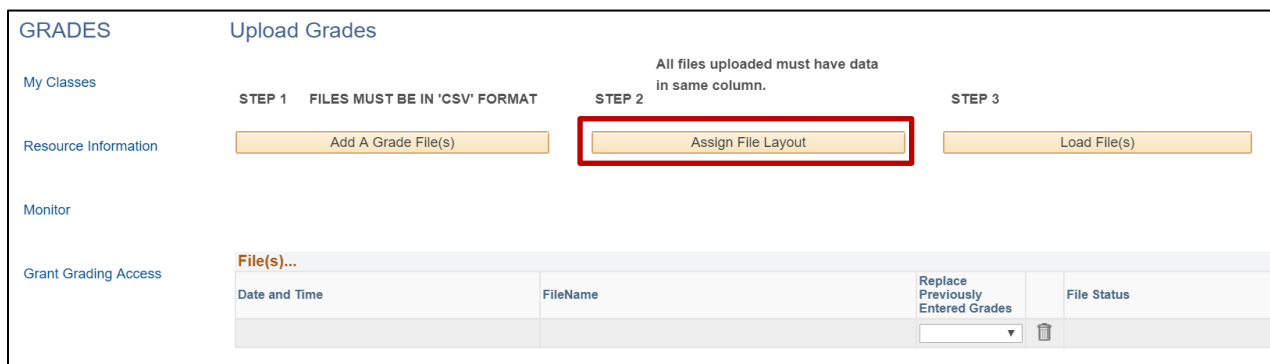 GRADES
Upload Grades
My Classes
Resource Information
Monitor
Grant Grading Access
All files uploaded must have data
in same column.
STEP 1 FILES MUST BE IN 'CSV' FORMAT
STEP 2
STEP 3
Add A Grade File(s)
Assign File Layout
Load File(s)
File(s)...
Date and Time
FileName
Replace
Previously
Entered Grades
File Status